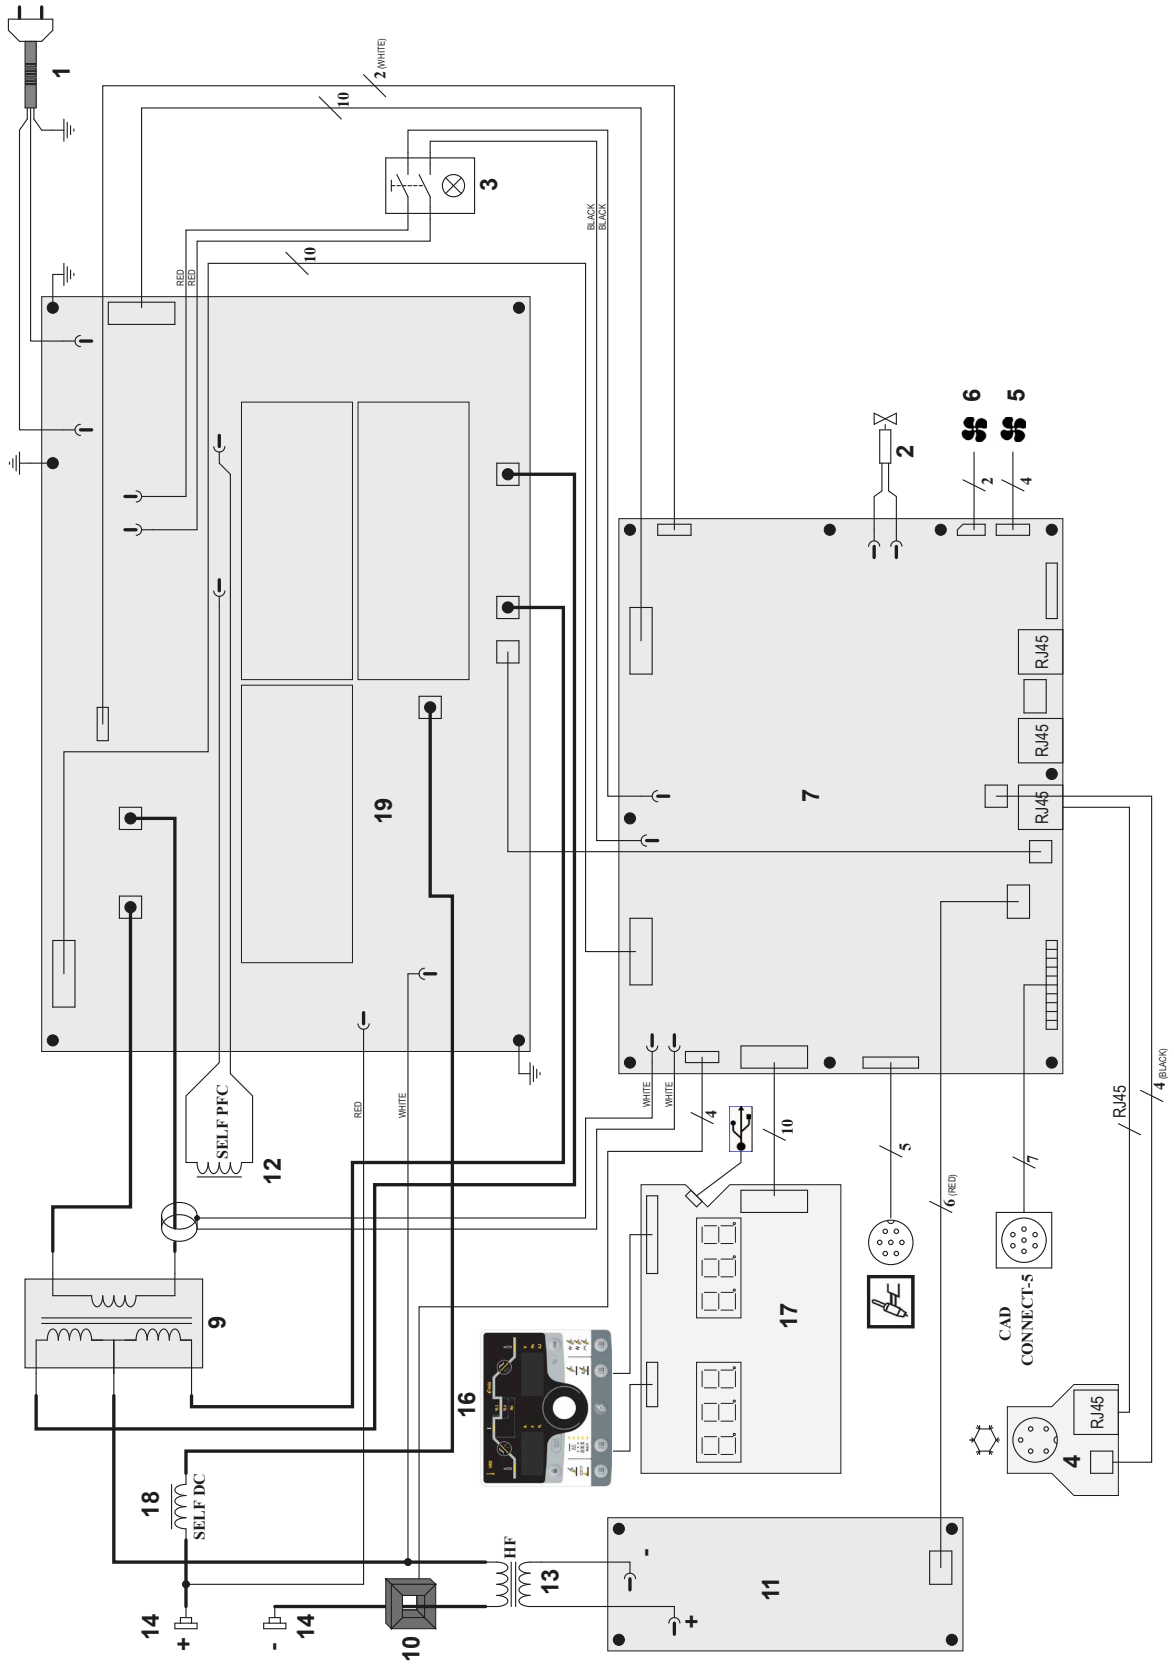 1
2 (WHITE)
10
3
10
RED
RED
BLACK
BLACK
6
5
2
2
4
19
7
RJ45
RJ45
RJ45
SELF PFC
12
RED
WHITE
WHITE
WHITE
4
10
5
6 (RED)
7
RJ45
4 (BLACK)
9
17
16
CAD
CONNECT-5
RJ45
4
18
SELF DC
HF
13
-
+
11
14
+
14
-
10